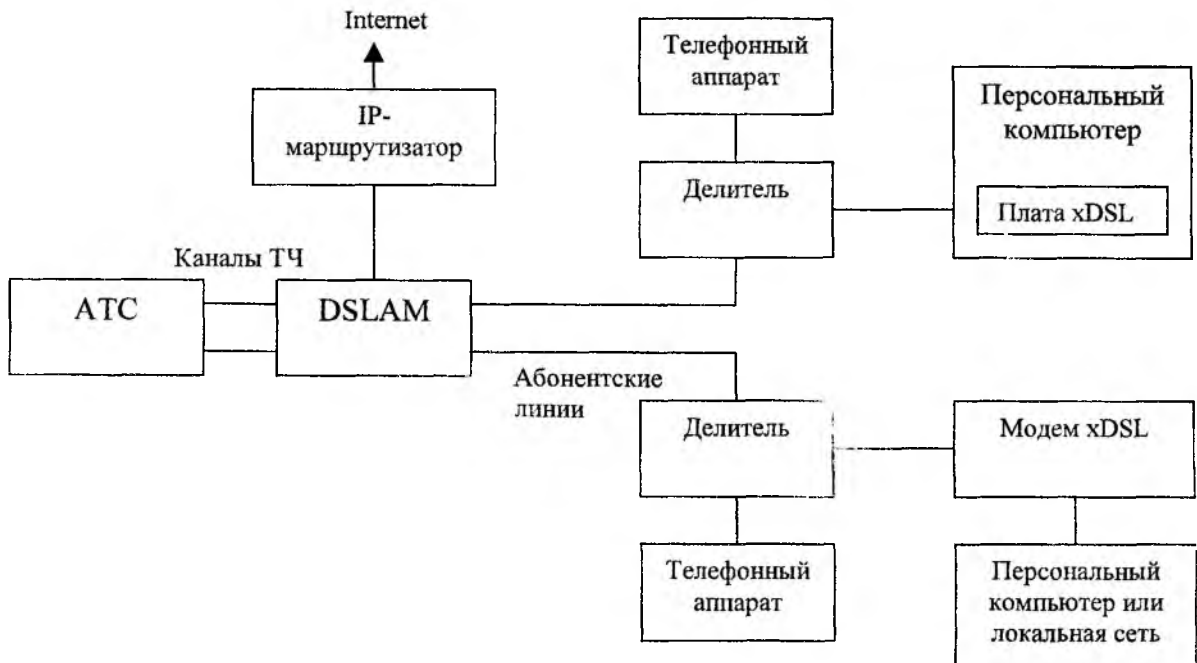 Internet
IP-
маршрутизатор
Телефонный
аппарат
Персональный
компьютер
Делитель
Плата xDSL
Каналы ТЧ
АТС
DSLAM
Абонентские
линии
Делитель
Модем xDSL
Телефонный
аппарат
Персональный
компьютер или
локальная сеть